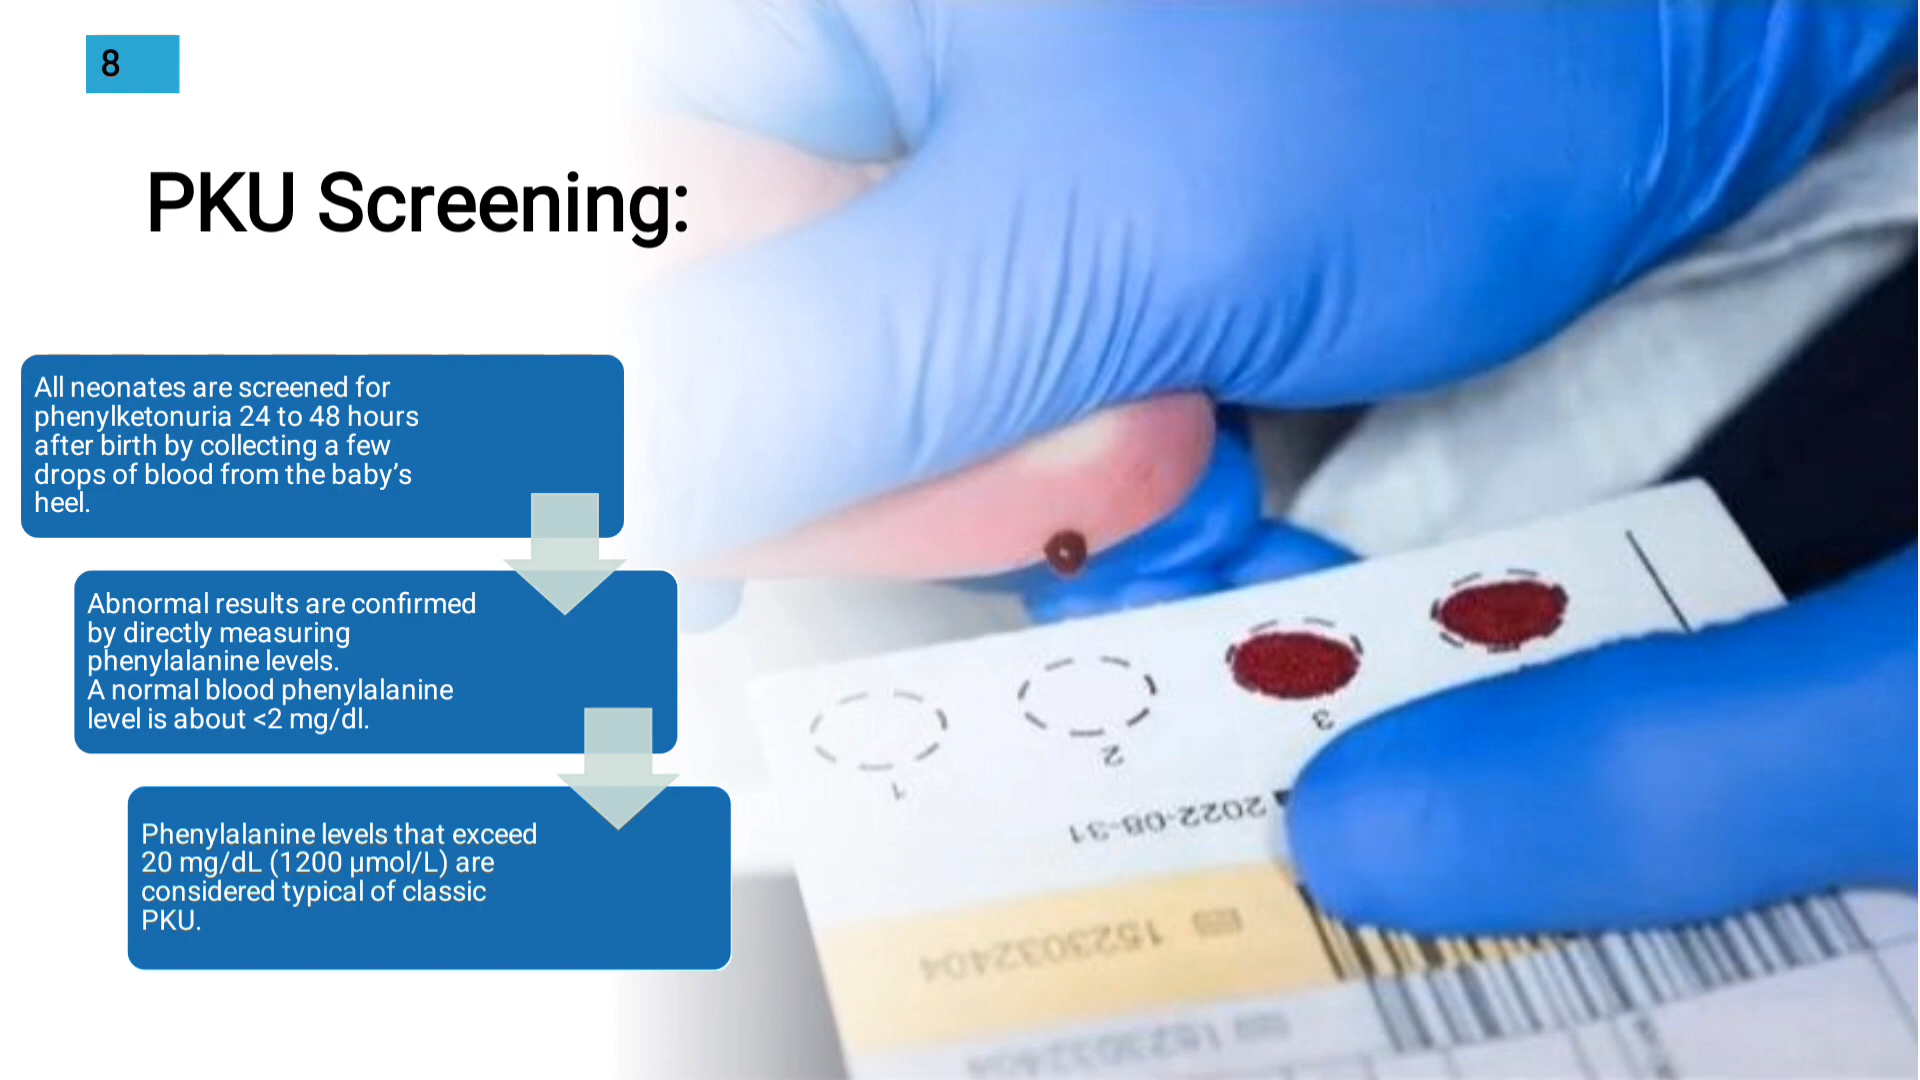 8
PKU Screening:
All neonates are screened for
phenylketonuria 24 to 48 hours
after birth by collecting a few
drops of blood from the baby’s
heel.
Abnormal results are confirmed
by directly measuring
phenylalanine levels.
A normal blood phenylalanine
level is about <2 mg/dl.
Phenylalanine levels that exceed
20 mg/dL (1200 µmol/L) are
considered typical of classic
PKU.
1
2
3
2022-08-31
1523032404
1523032404